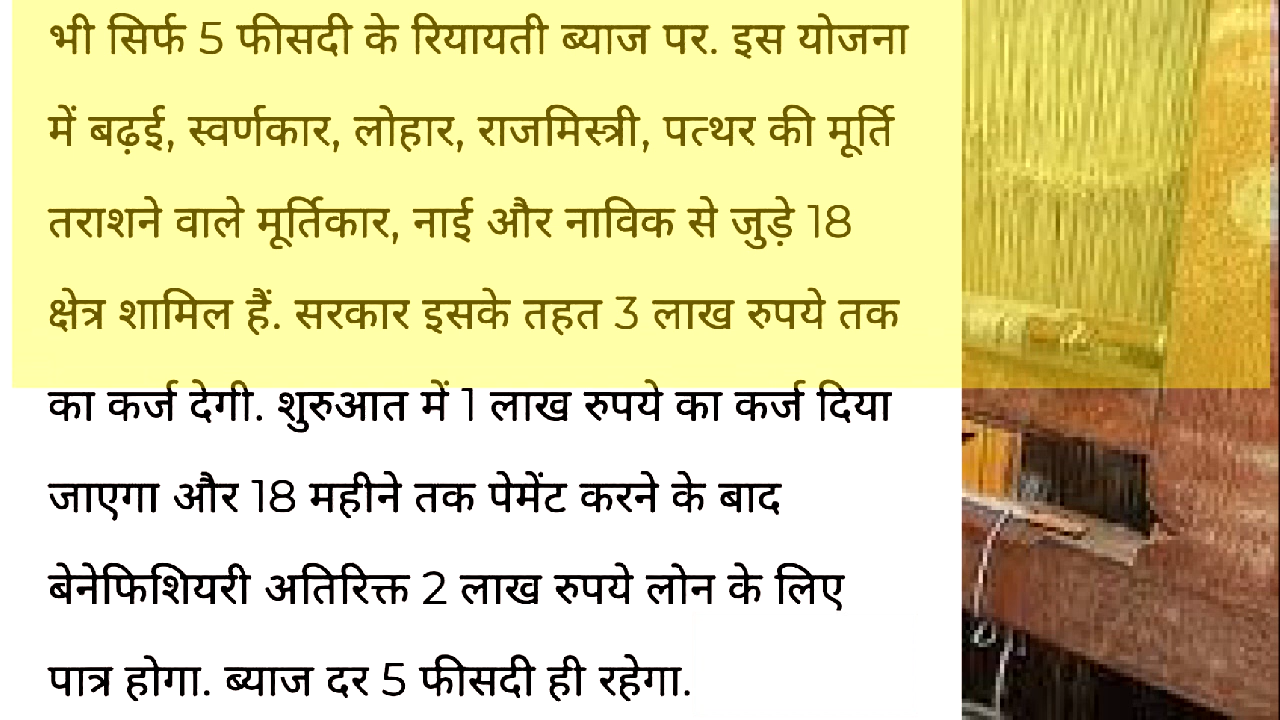 भी सिर्फ 5 फीसदी के रियायती ब्याज पर. इस योजना
में बढ़ई, स्वर्णकार, लोहार, राजमिस्त्री, पत्थर की मूर्ति
तराशने वाले मूर्तिकार, नाई और नाविक से जुड़े 18
क्षेत्र शामिल हैं. सरकार इसके तहत 3 लाख रुपये तक
का कर्ज देगी. शुरुआत में 1 लाख रुपये का कर्ज दिया
जाएगा और 18 महीने तक पेमेंट करने के बाद
बेनेफिशियरी अतिरिक्त 2 लाख रुपये लोन के लिए
पात्र होगा. ब्याज दर 5 फीसदी ही रहेगा.